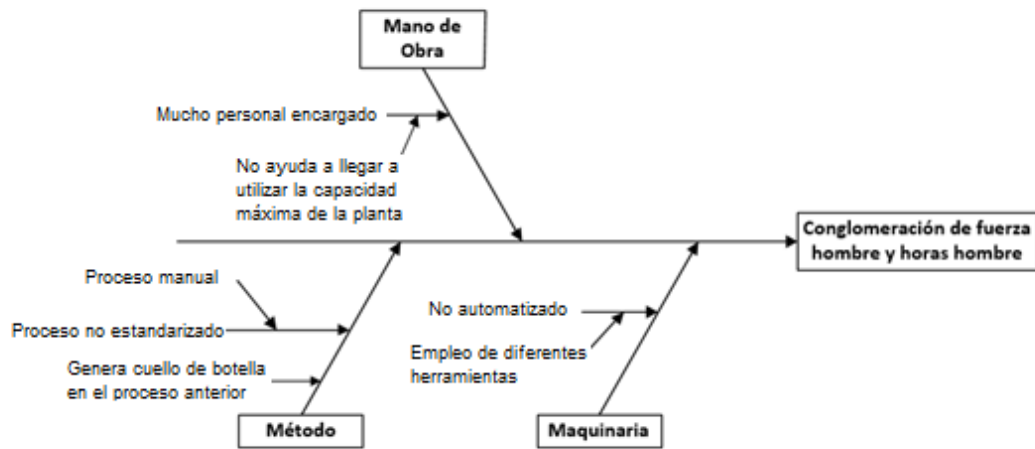 Mano de
Obra
Mucho personal encargado
No ayuda a llegar a
utilizar la capacidad
máxima de la planta
Conglomeración de fuerza
hombre y horas hombre
Proceso manual
Proceso no estandarizado
Genera cuello de botella
en el proceso anterior
No automatizado
Empleo de diferentes
herramientas
Método
Maquinaria